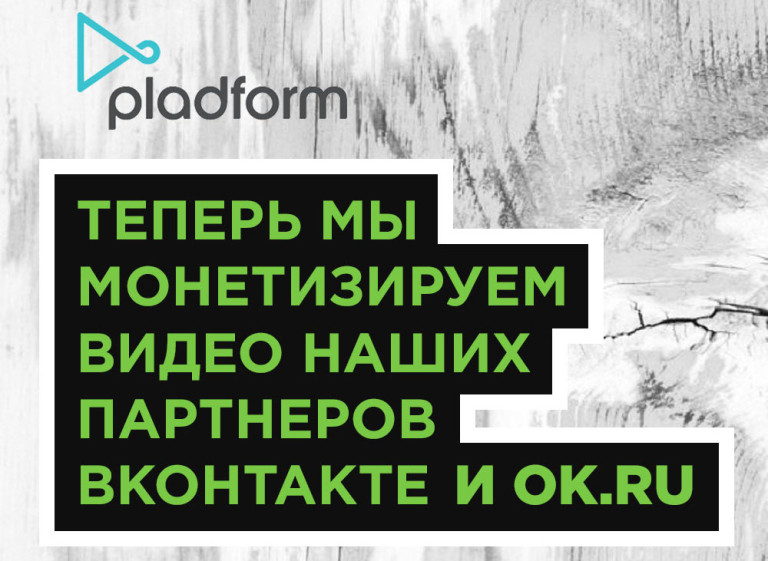 pladform
ТЕПЕРЬ МЫ
МОНЕТИЗИРУЕМ
ВИДЕО НАШИХ
ПАРТНЕРОВ
ВКОНТАКТЕ И OK.RU